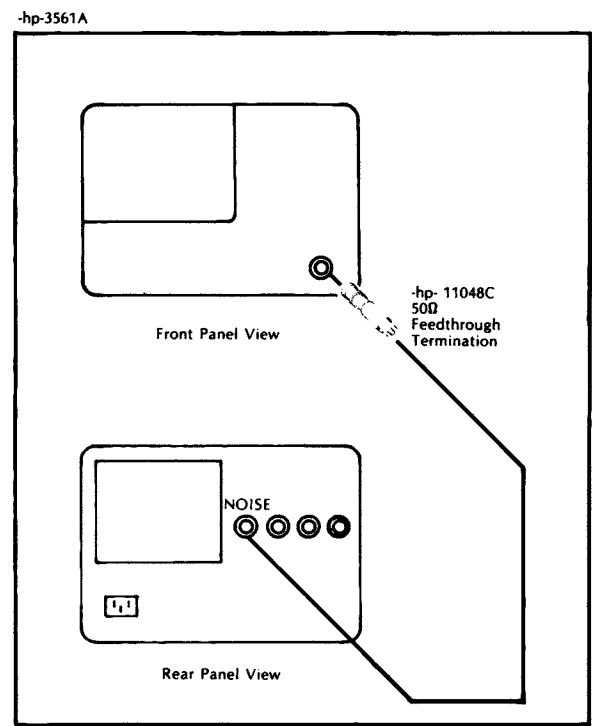 -hp-3561A
-hp- 11048C
50Ω
Feedthrough
Termination
Front Panel View
NOISE
Rear Panel View